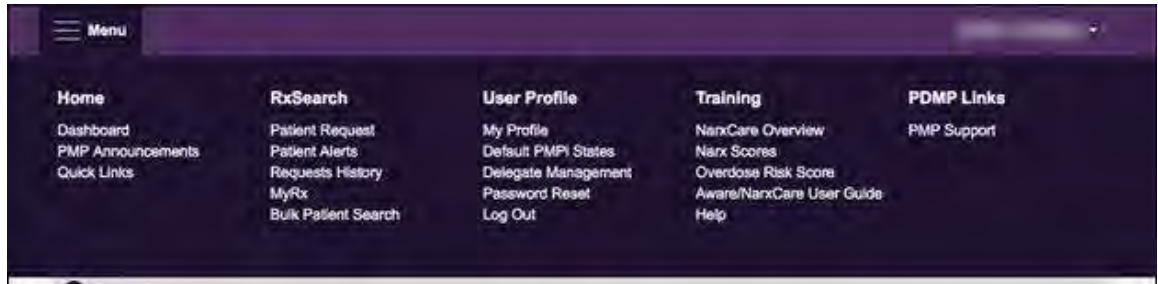 Menu
Home
Dashboard
PMP Announcements
Quick Links
RxSearch
Patient Request
Patient Alerts
Requests History
MyRx
Bulk Patient Search
User Profile
My Profile
Default PMPi States
Delegate Management
Password Reset
Log Out
Training
NarxCare Overview
Narx Scores
Overdose Risk Score
Aware/NarxCare User Guide
Help
PDMP Links
PMP Support